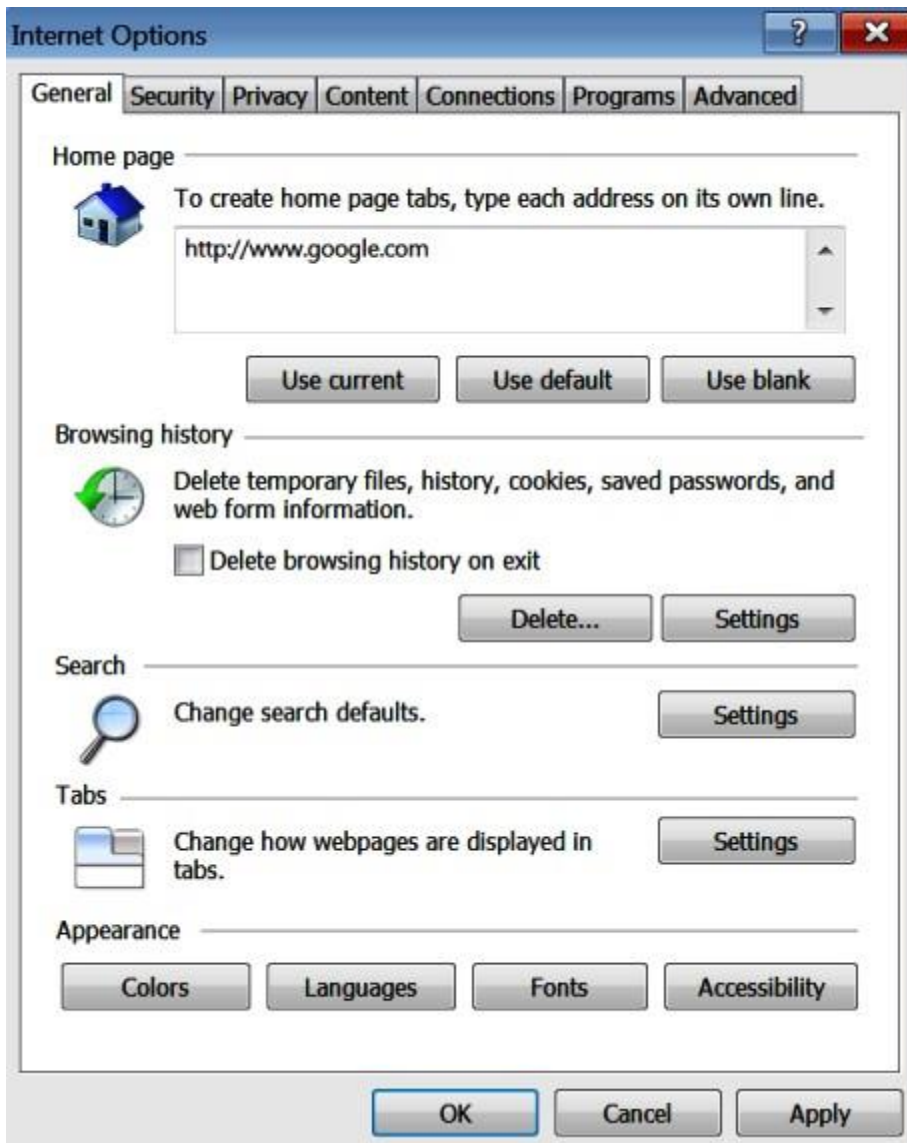 Internet Options
?
General Security Privacy Content Connections Programs Advanced
Home page
To create home page tabs, type each address on its own line.
http://www.google.com
Use current Use default Use blank
Browsing history
Delete temporary files, history, cookies, saved passwords, and
web form information.
Delete browsing history on exit
Delete... Settings
Search
Change search defaults. Settings
Tabs
Change how webpages are displayed in Settings
tabs.
Appearance
Colors Languages Fonts Accessibility
OK Cancel Apply